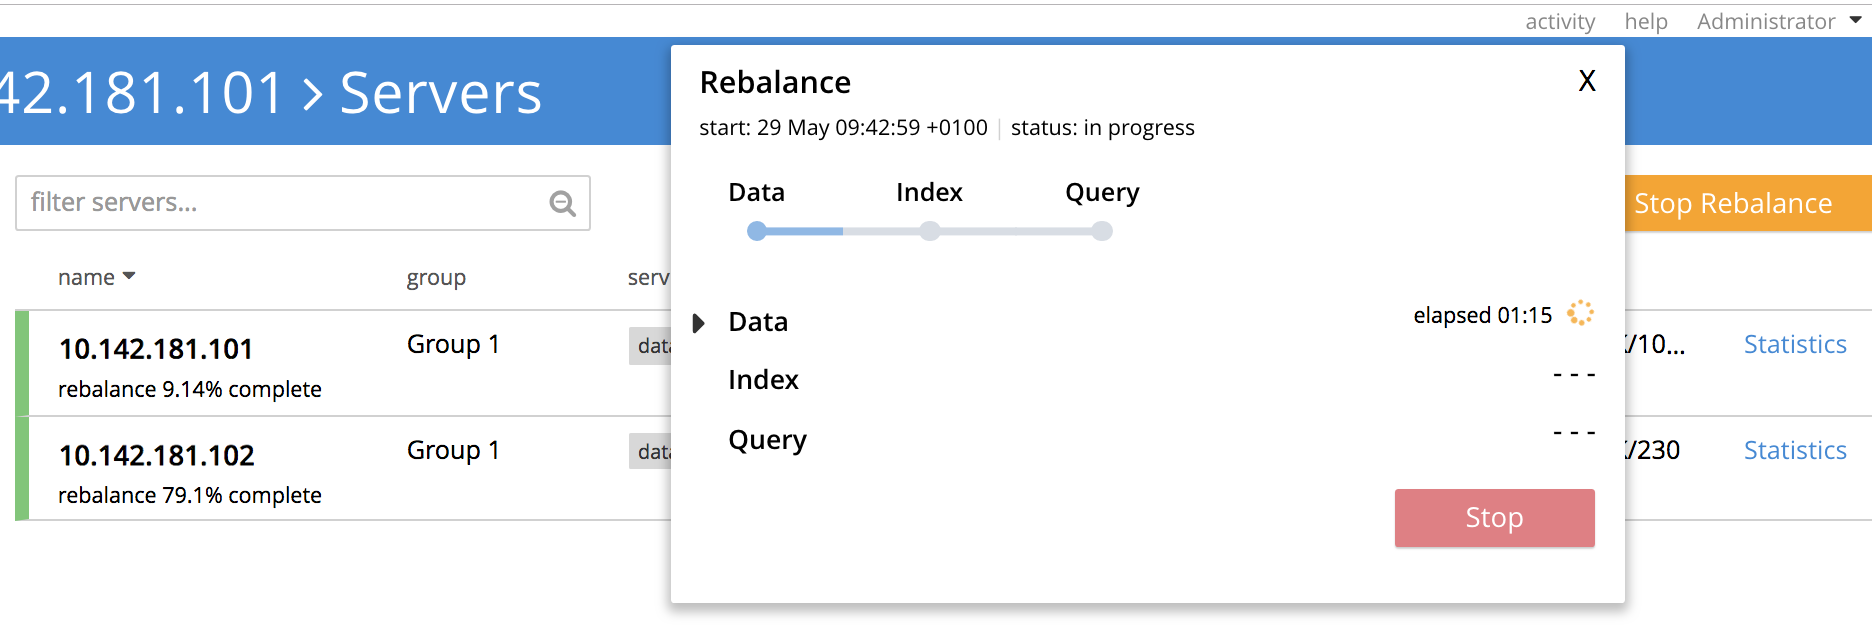 activity help Administrator
42.181.101 > Servers
Rebalance X
start: 29 May 09:42:59 +0100 | status: in progress
filter servers...
Data Index Query
Stop Rebalance
name group serv
10.142.181.101 Group 1 data
rebalance 9.14% complete
/10... Statistics
10.142.181.102 Group 1 data
rebalance 79.1% complete
/230 Statistics
Data elapsed 01:15
Index - - -
Query - - -
Stop